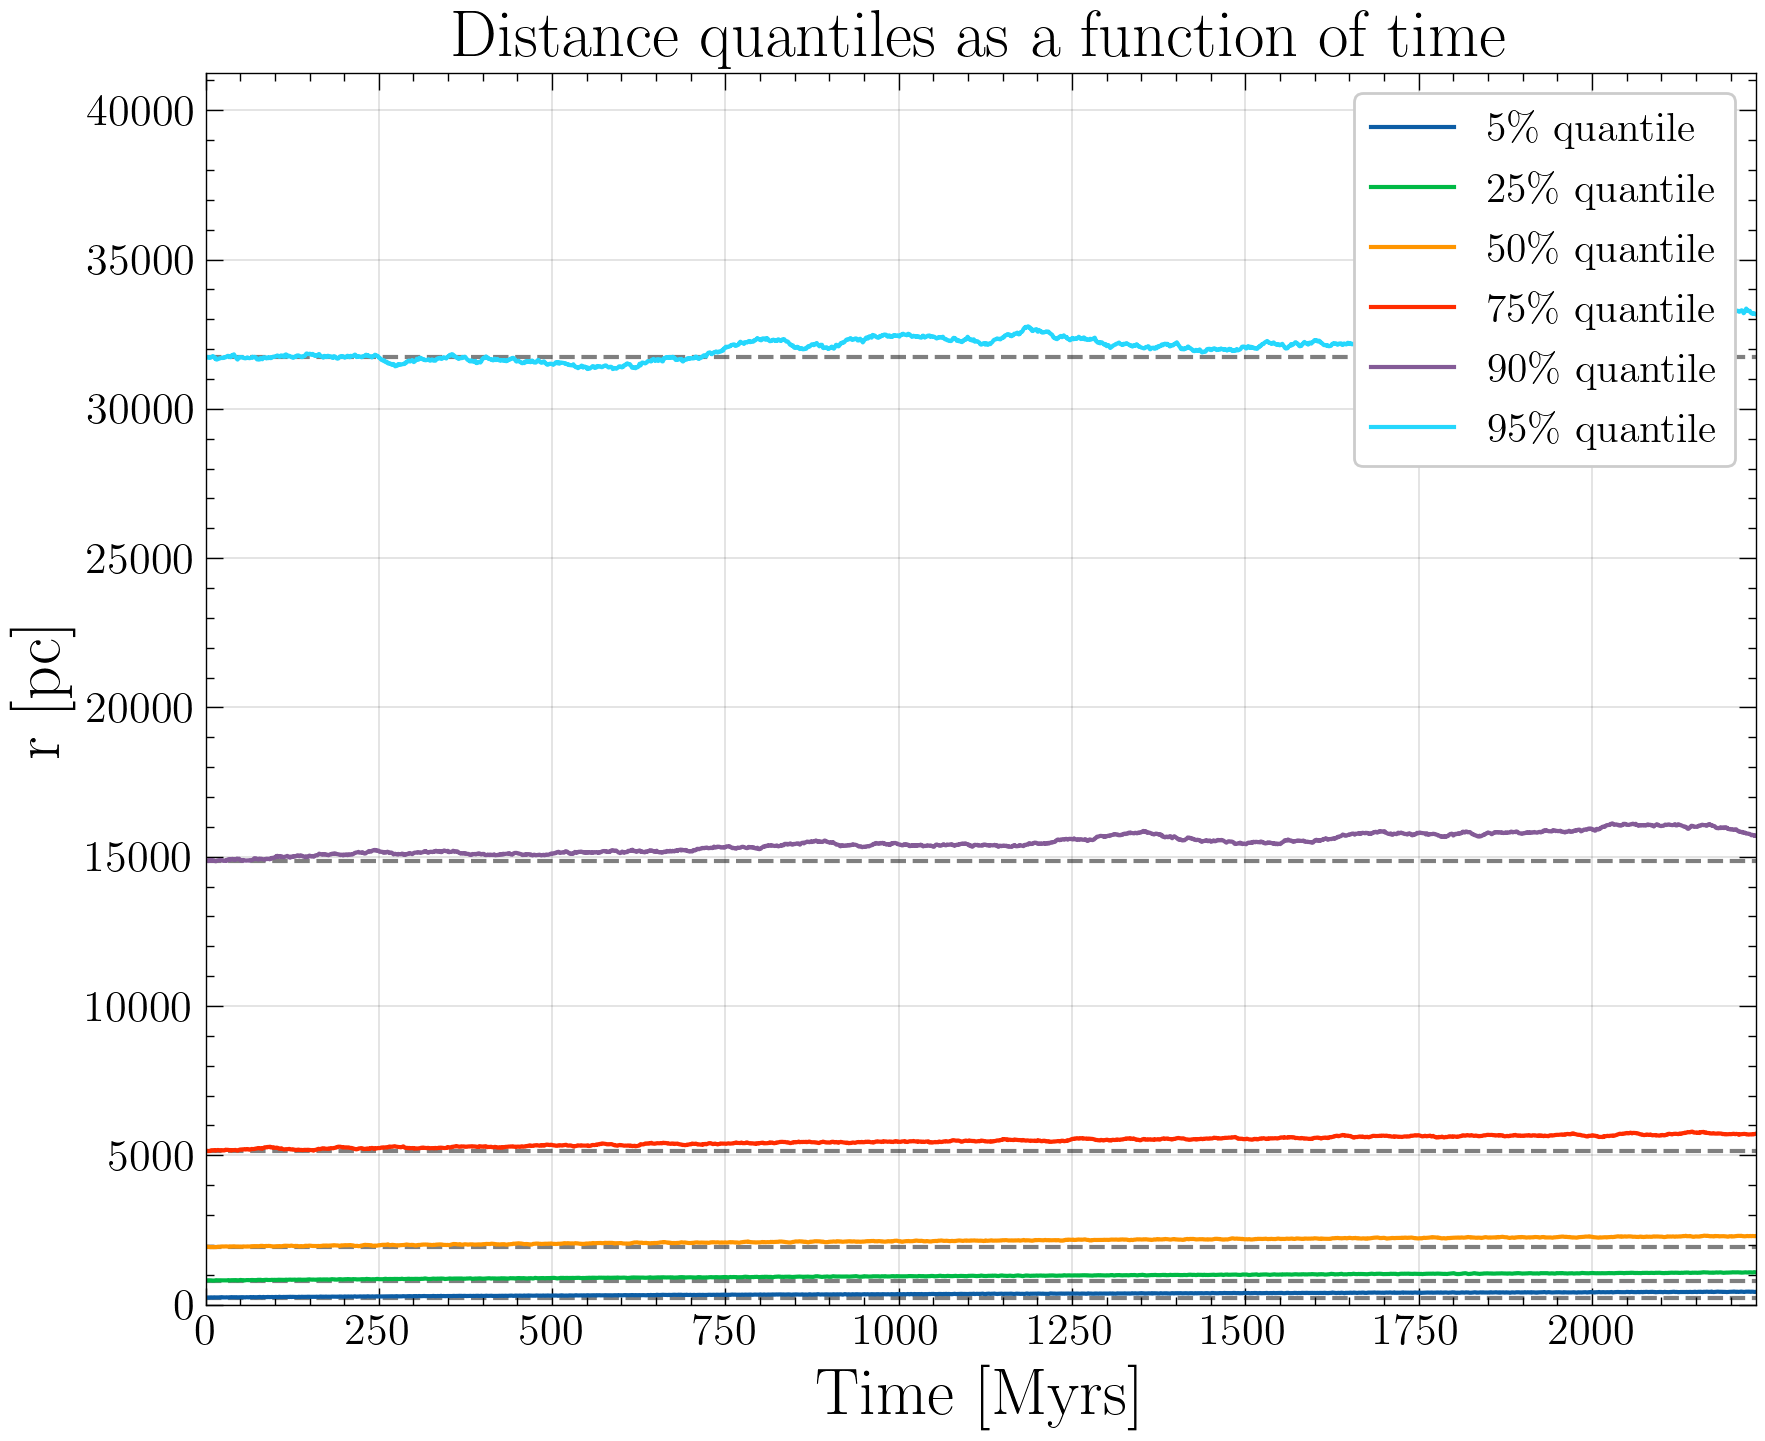 Distance quantiles as a function of time
40000
35000
30000
25000
20000
15000
10000
5000
0
r [pc]
5% quantile
25% quantile
50% quantile
75% quantile
90% quantile
95% quantile
0 250 500 750 1000 1250 1500 1750 2000
Time [Myrs]